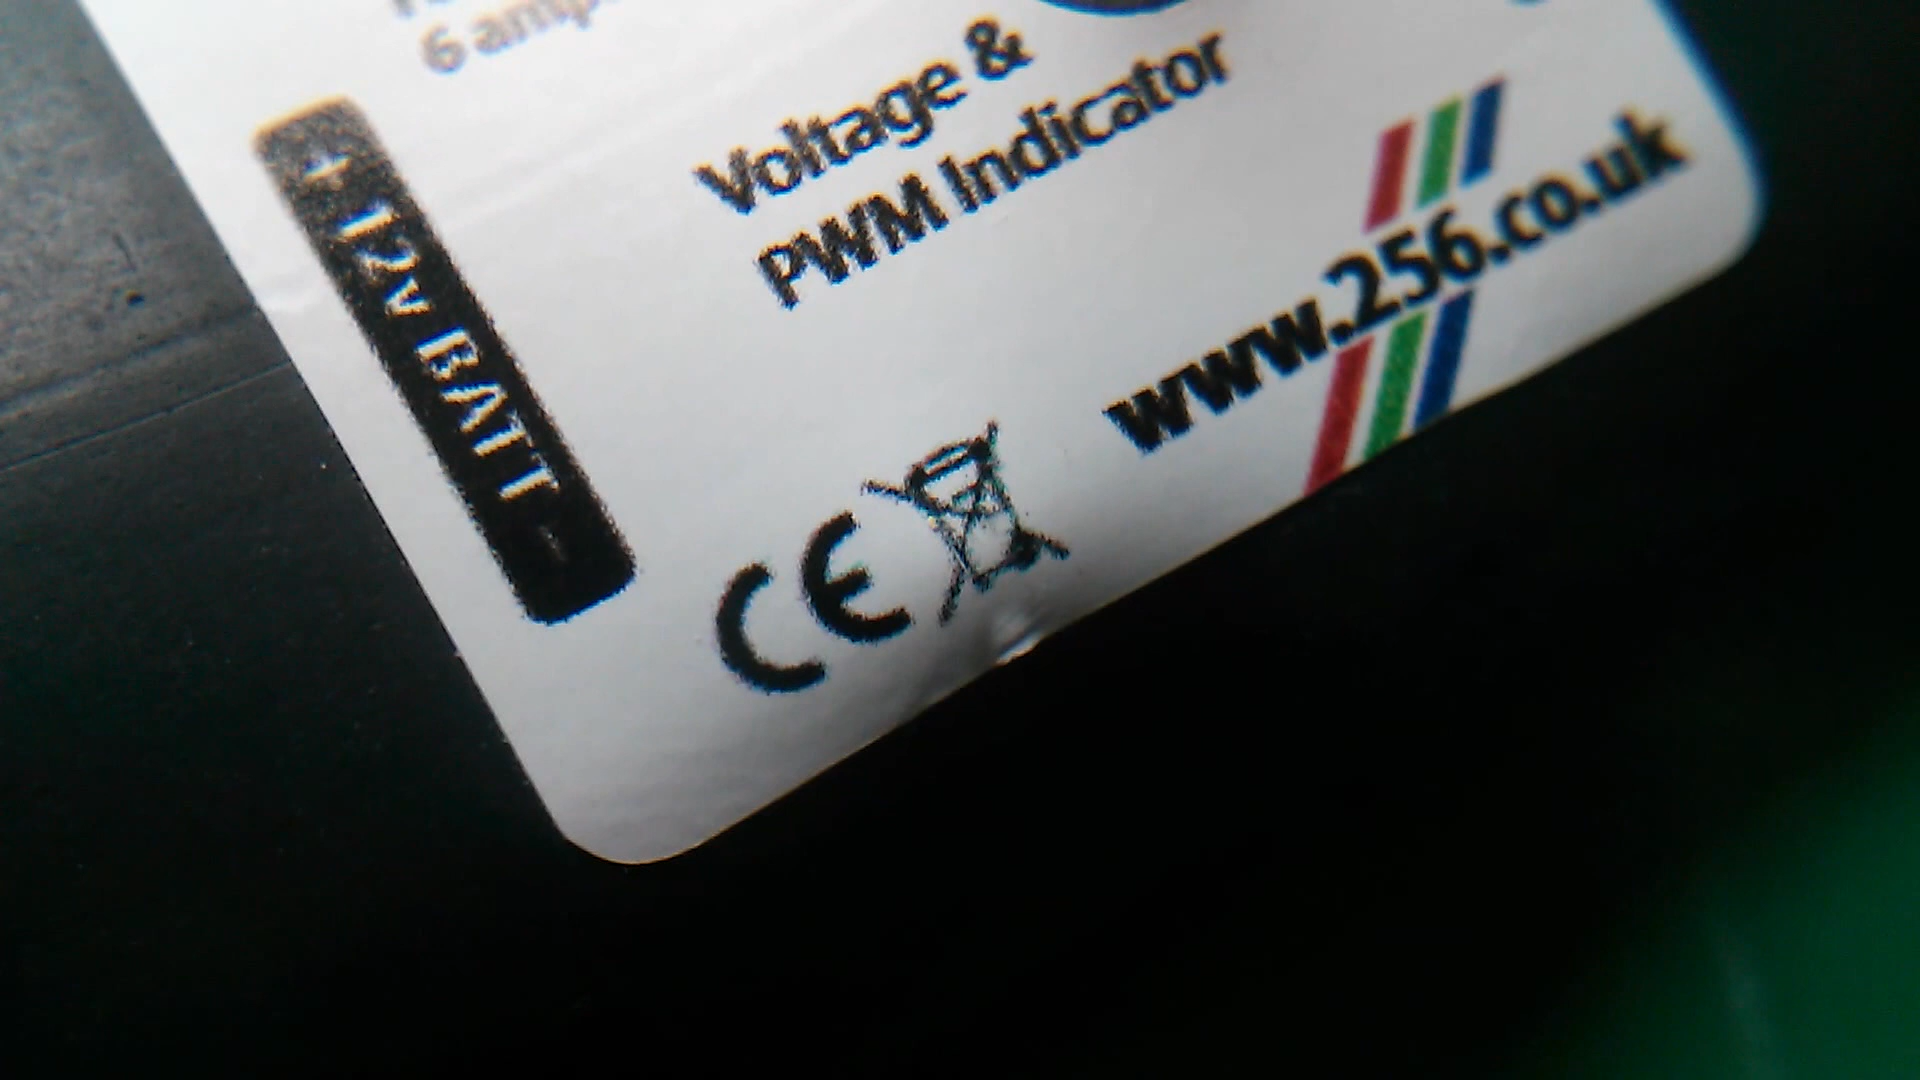 6 amp
Voltage &
PWM Indicator
+ 12v BATT -
www.256.co.uk
CE